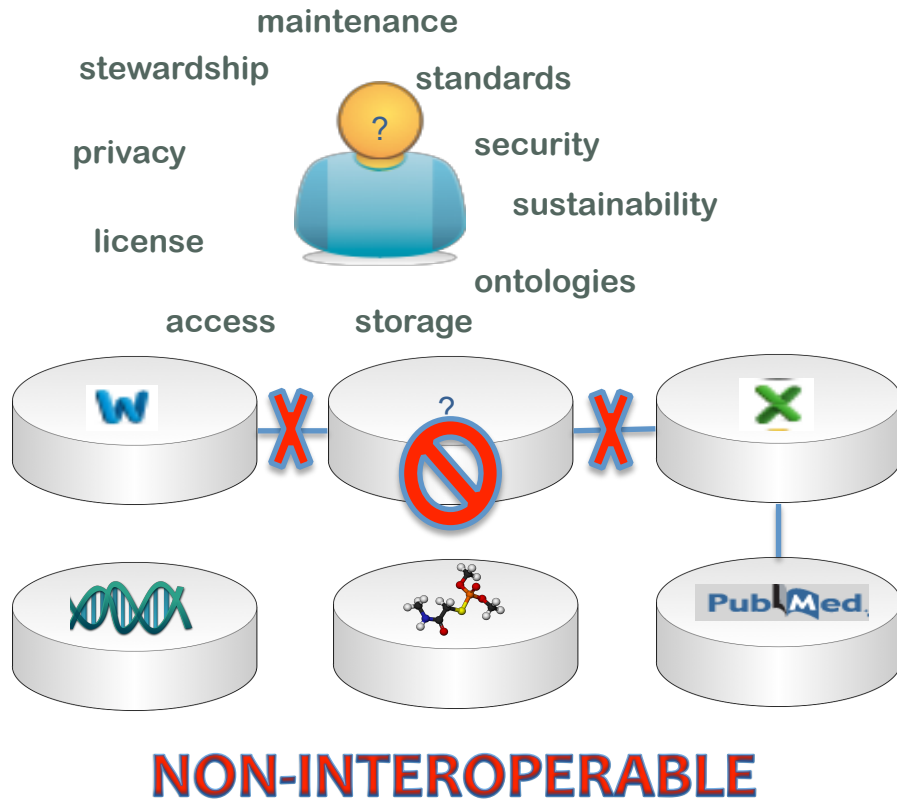 maintenance
stewardship
standards
?
privacy
security
sustainability
license
ontologies
access
storage
W
?
X
PubMed.
NON-INTEROPERABLE